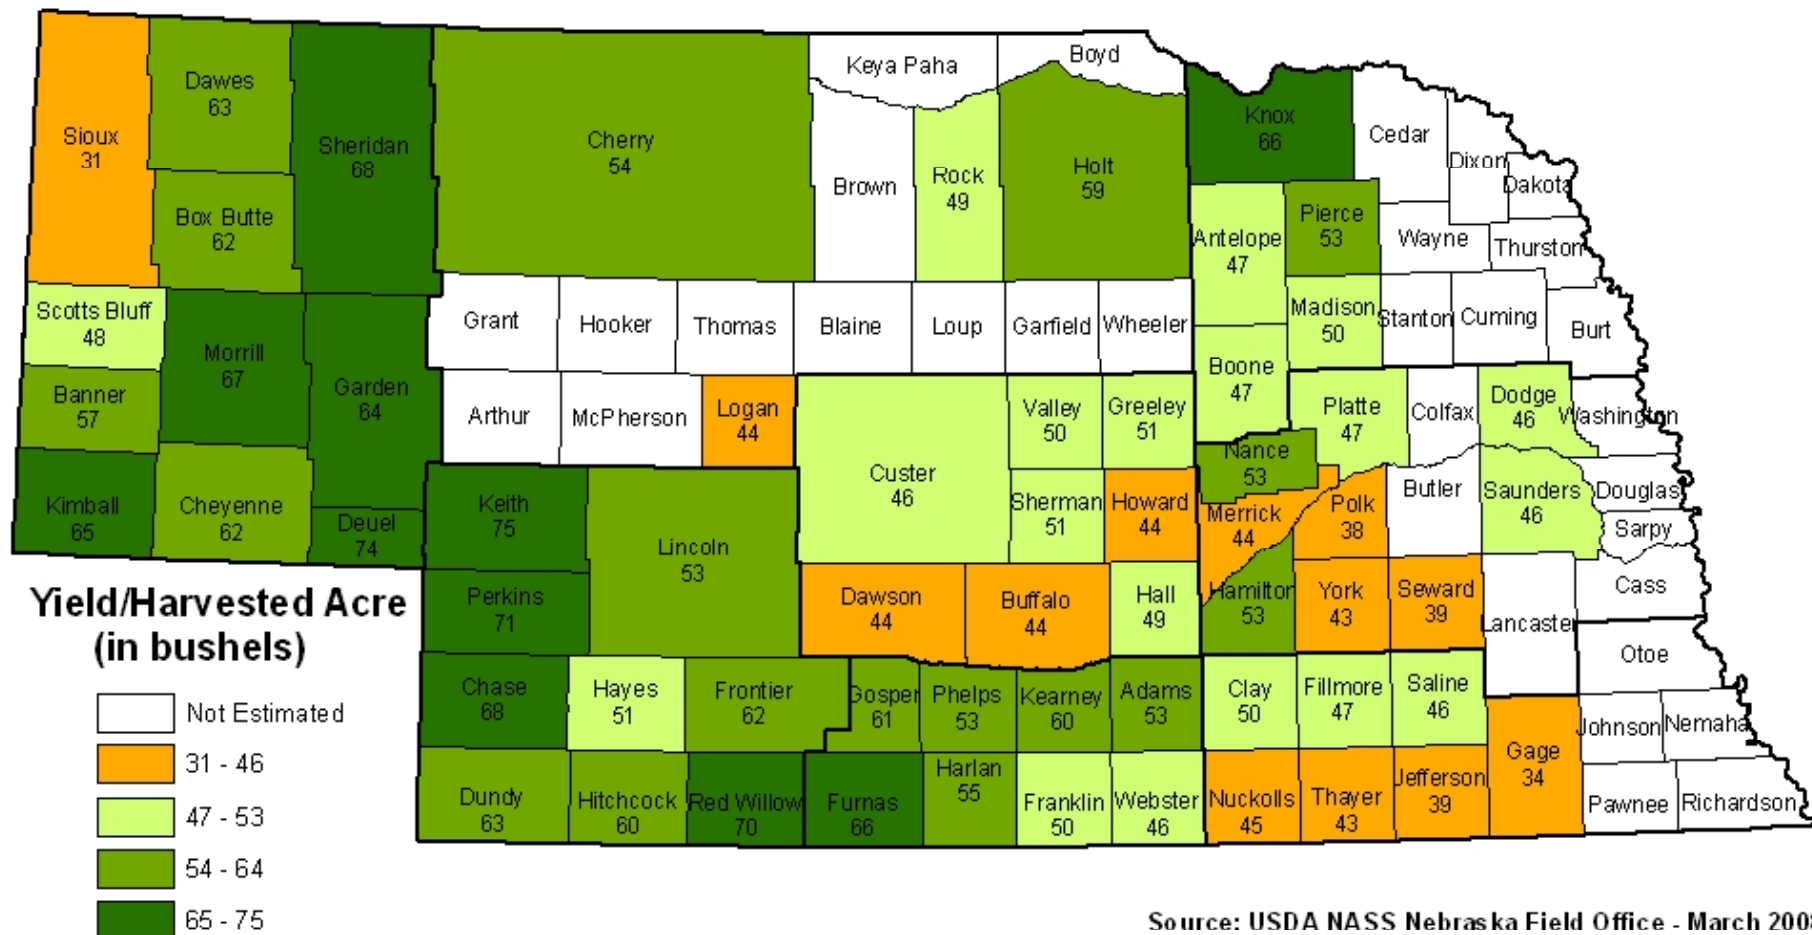 Keya Paha
Boyd
Sioux
31
Dawes
63
Sheridan
68
Cherry
54
Brown
Rock
49
Holt
59
Knox
66
Cedar
Dixon
Dakota
Box Butte
62
Antelope
47
Pierce
53
Wayne
Thurston
Scotts Bluff
48
Morrill
67
Garden
64
Grant
Hooker
Thomas
Blaine
Loup
Garfield
Wheeler
Madison
50
Stanton
Cuming
Burt
Banner
57
Arthur
McPherson
Logan
44
Custer
46
Valley
50
Greeley
51
Boone
47
Platte
47
Colfax
Dodge
46
Washington
Kimball
65
Cheyenne
62
Deuel
74
Keith
75
Lincoln
53
Sherman
51
Howard
44
Nance
53
Merrick
44
Polk
38
Butler
Saunders
46
Douglas
Sarpy
Perkins
71
Dawson
44
Buffalo
44
Hall
49
Hamilton
53
York
43
Seward
39
Lancaster
Cass
Otoe
Chase
68
Hayes
51
Frontier
62
Gosper
61
Phelps
53
Kearney
60
Adams
53
Clay
50
Fillmore
47
Saline
46
Gage
34
Johnson
Nemaha
Dundy
63
Hitchcock
60
Red Willow
70
Furnas
66
Harlan
55
Franklin
50
Webster
46
Nuckolls
45
Thayer
43
Jefferson
39
Pawnee
Richardson
Yield/Harvested Acre
(in bushels)
Not Estimated
31 - 46
47 - 53
54 - 64
65 - 75
Source: USDA NASS Nebraska Field Office - March 2008